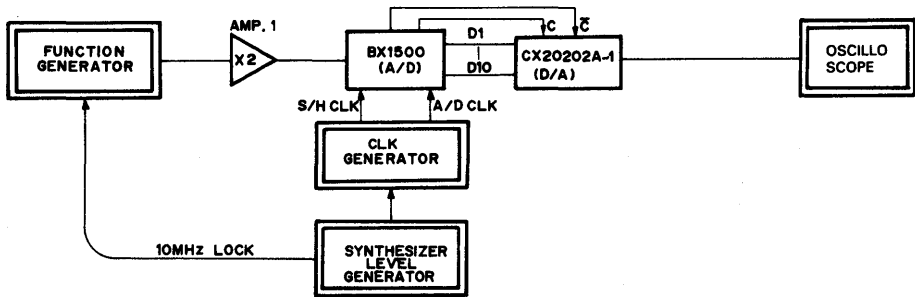 AMP. 1
FUNCTION
GENERATOR
X2
BX1500
(A/D)
D1
D10
C
C̅
CX20202A-1
(D/A)
OSCILLO
SCOPE
S/H CLK
A/D CLK
CLK
GENERATOR
10MHz LOCK
SYNTHESIZER
LEVEL
GENERATOR